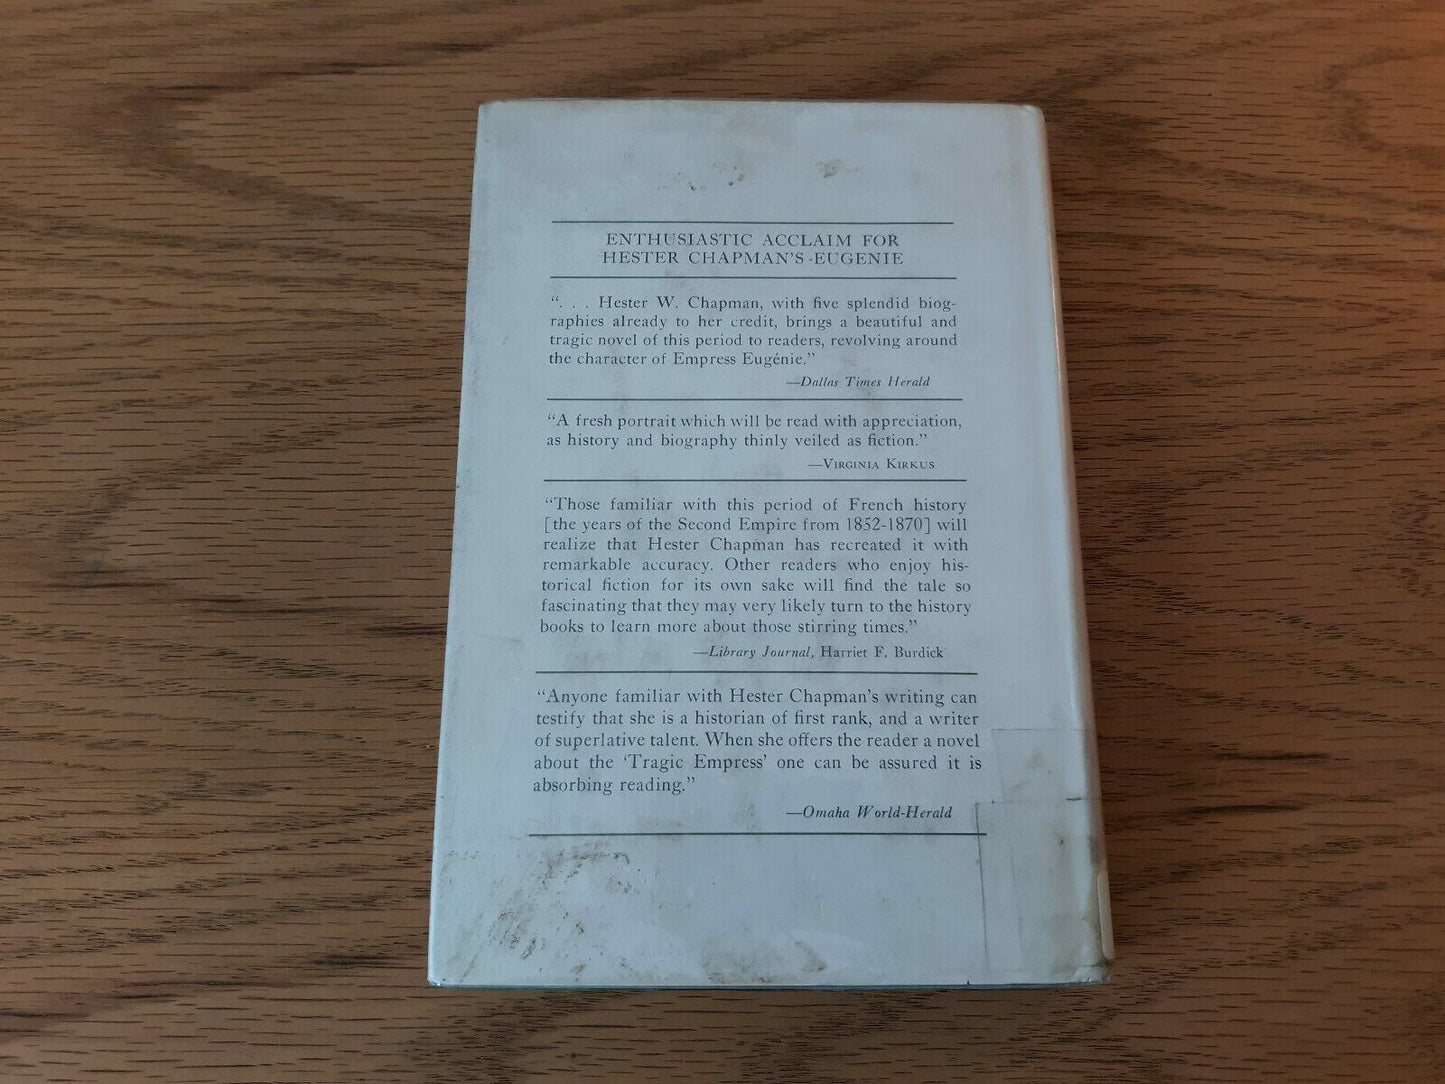 ENTHUSIASTIC ACCLAIM FOR
HESTER CHAPMAN'S EUGENIE
“. . . Hester W. Chapman, with five splendid biog-
raphies already to her credit, brings a beautiful and
tragic novel of this period to readers, revolving around
the character of Empress Eugénie.”
—Dallas Times Herald
“A fresh portrait which will be read with appreciation,
as history and biography thinly veiled as fiction.”
—VIRGINIA KIRKUS
“Those familiar with this period of French history
[the years of the Second Empire from 1852-1870] will
realize that Hester Chapman has recreated it with
remarkable accuracy. Other readers who enjoy his-
torical fiction for its own sake will find the tale so
fascinating that they may very likely turn to the history
books to learn more about those stirring times.”
—Library Journal, Harriet F. Burdick
“Anyone familiar with Hester Chapman's writing can
testify that she is a historian of first rank, and a writer
of superlative talent. When she offers the reader a novel
about the ‘Tragic Empress’ one can be assured it is
absorbing reading.”
—Omaha World-Herald